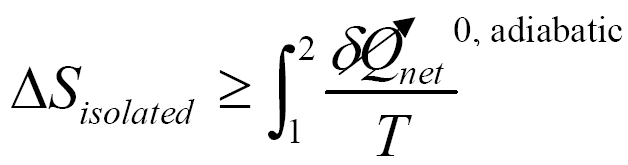 ΔS_isolated ≥ ∫₁² δQ_net / T 0, adiabatic